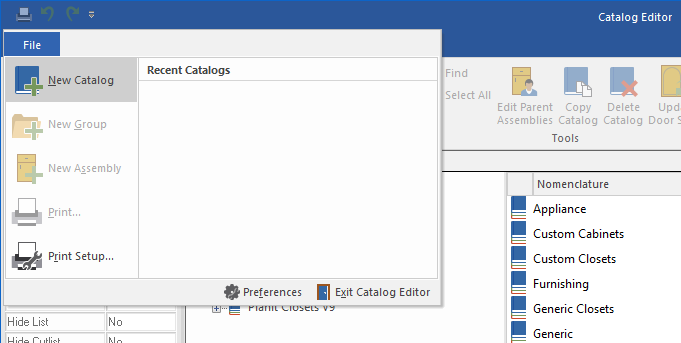 Catalog Editor
File
New Catalog
New Group
New Assembly
Print...
Print Setup...
Recent Catalogs
Preferences
Exit Catalog Editor
Find
Select All
Edit Parent
Assemblies
Copy
Catalog
Delete
Catalog
Upda
Door S
Tools
Nomenclature
Appliance
Custom Cabinets
Custom Closets
Furnishing
Generic Closets
Generic
Planit Closets V9
Hide List No
Hide Cutlist No